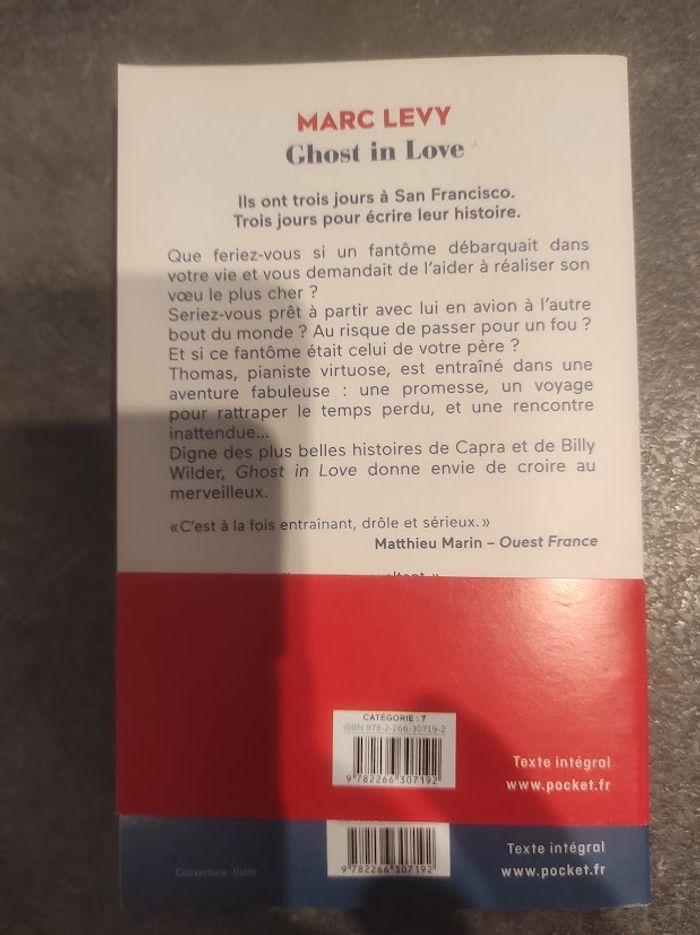 MARC LEVY
Ghost in Love
Ils ont trois jours à San Francisco.
Trois jours pour écrire leur histoire.
Que feriez-vous si un fantôme débarquait dans
votre vie et vous demandait de l'aider à réaliser son
vœu le plus cher ?
Seriez-vous prêt à partir avec lui en avion à l'autre
bout du monde ? Au risque de passer pour un fou ?
Et si ce fantôme était celui de votre père ?
Thomas, pianiste virtuose, est entraîné dans une
aventure fabuleuse : une promesse, un voyage
pour rattraper le temps perdu, et une rencontre
inattendue...
Digne des plus belles histoires de Capra et de Billy
Wilder, Ghost in Love donne envie de croire au
merveilleux.
« C'est à la fois entraînant, drôle et sérieux. »
Matthieu Marin – Ouest France
CATÉGORIE : 7
ISBN 978-2-266-30719-2
9 782266 307192
Texte intégral
www.pocket.fr
9 782266 307192
Texte intégral
www.pocket.fr
Couverture :